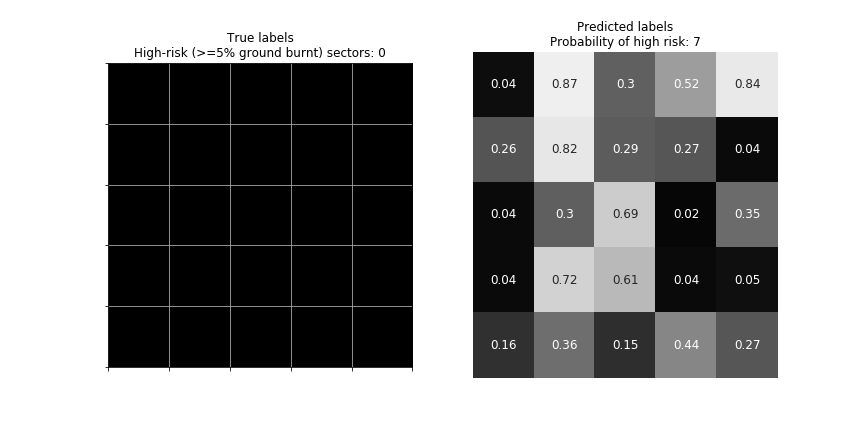 True labels
High-risk (>=5% ground burnt) sectors: 0
Predicted labels
Probability of high risk: 7
0.04 0.87 0.3 0.52 0.84
0.26 0.82 0.29 0.27 0.04
0.04 0.3 0.69 0.02 0.35
0.04 0.72 0.61 0.04 0.05
0.16 0.36 0.15 0.44 0.27